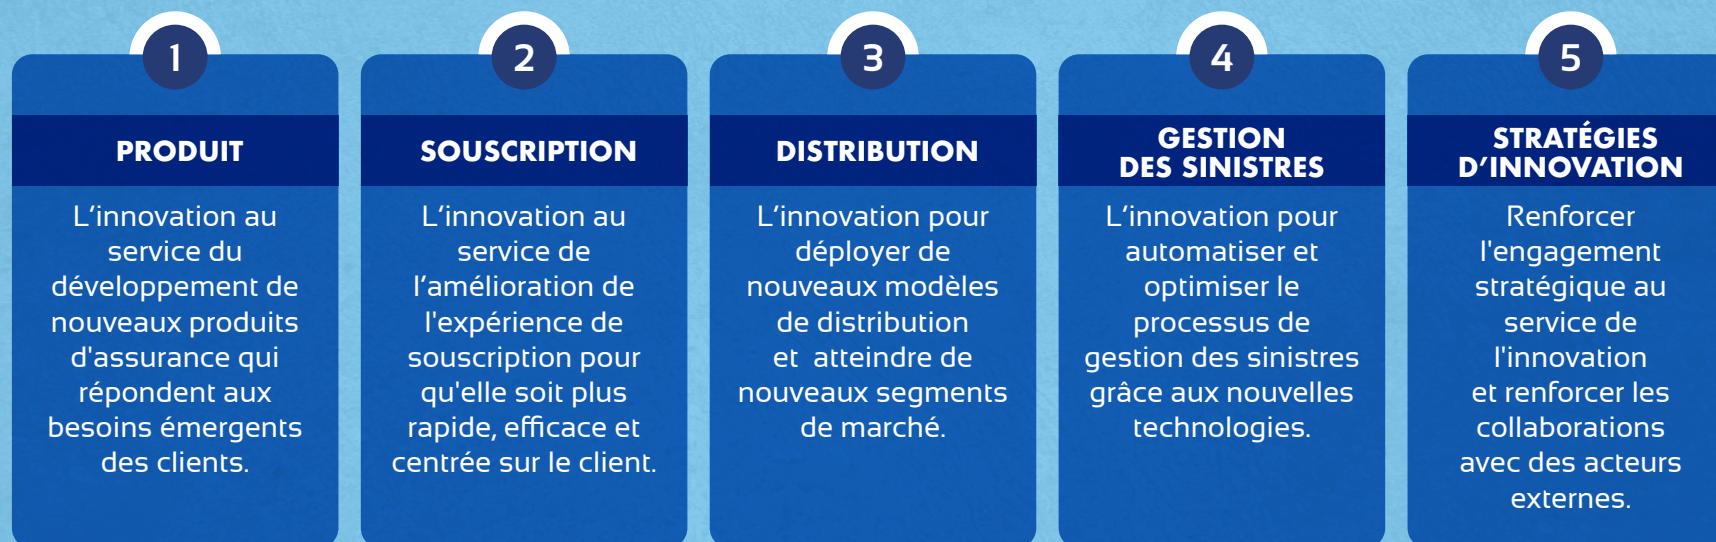 1
PRODUIT
L’innovation au
service du
développement de
nouveaux produits
d'assurance qui
répondent aux
besoins émergents
des clients.
2
SOUSCRIPTION
L’innovation au
service de
l’amélioration de
l'expérience de
souscription pour
qu'elle soit plus
rapide, efficace et
centrée sur le client.
3
DISTRIBUTION
L’innovation pour
déployer de
nouveaux modèles
de distribution
et  atteindre de
nouveaux segments
de marché.
4
GESTION
DES SINISTRES
L’innovation pour
automatiser et
optimiser le
processus de
gestion des sinistres
grâce aux nouvelles
technologies.
5
STRATÉGIES
D’INNOVATION
Renforcer
l'engagement
stratégique au
service de
l'innovation
et renforcer les
collaborations
avec des acteurs
externes.